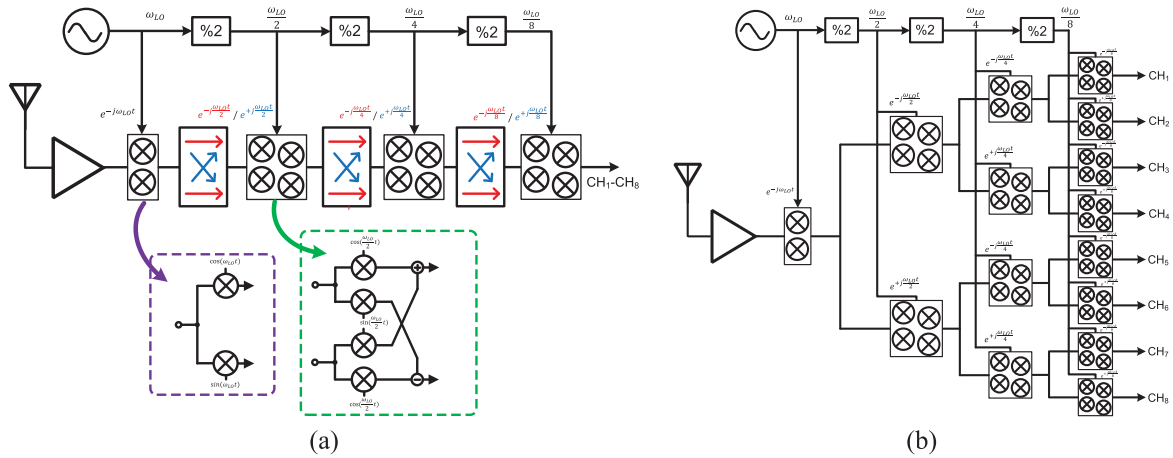 ω_LO
%2
ω_LO/2
%2
ω_LO/4
%2
ω_LO/8
e^{-jω_LO t}
e^{-j(ω_LO/2)t} / e^{+j(ω_LO/2)t}
e^{-j(ω_LO/4)t} / e^{+j(ω_LO/4)t}
e^{-j(ω_LO/8)t} / e^{+j(ω_LO/8)t}
CH₁-CH₈
cos(ω_LO t)
sin(ω_LO t)
cos(ω_LO/2 t)
sin(ω_LO/2 t)
cos(ω_LO/2 t)
(a)
ω_LO
%2
ω_LO/2
%2
ω_LO/4
%2
ω_LO/8
e^{-jω_LO t}
e^{-j(ω_LO/2)t}
e^{+j(ω_LO/2)t}
e^{-j(ω_LO/4)t}
e^{+j(ω_LO/4)t}
e^{-j(ω_LO/4)t}
e^{+j(ω_LO/4)t}
CH₁
CH₂
CH₃
CH₄
CH₅
CH₆
CH₇
CH₈
(b)